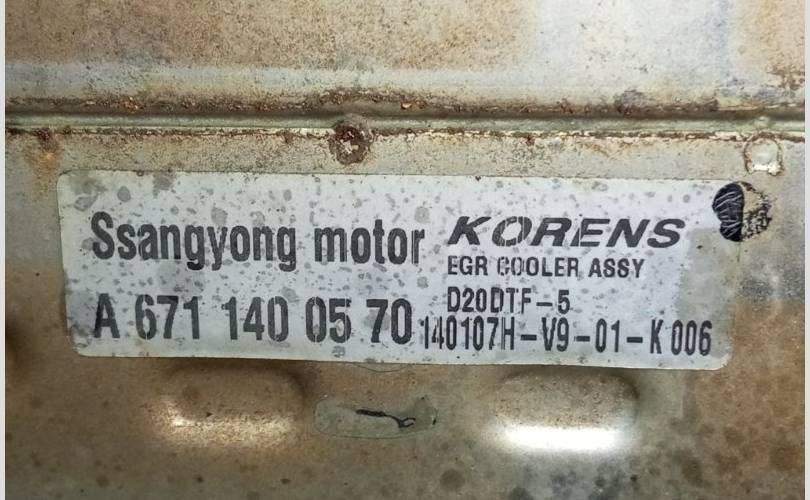 Ssangyong motor
A 671 140 05 70
KORENS
EGR COOLER ASSY
D20DTF-5
140107H-V9-01-K006